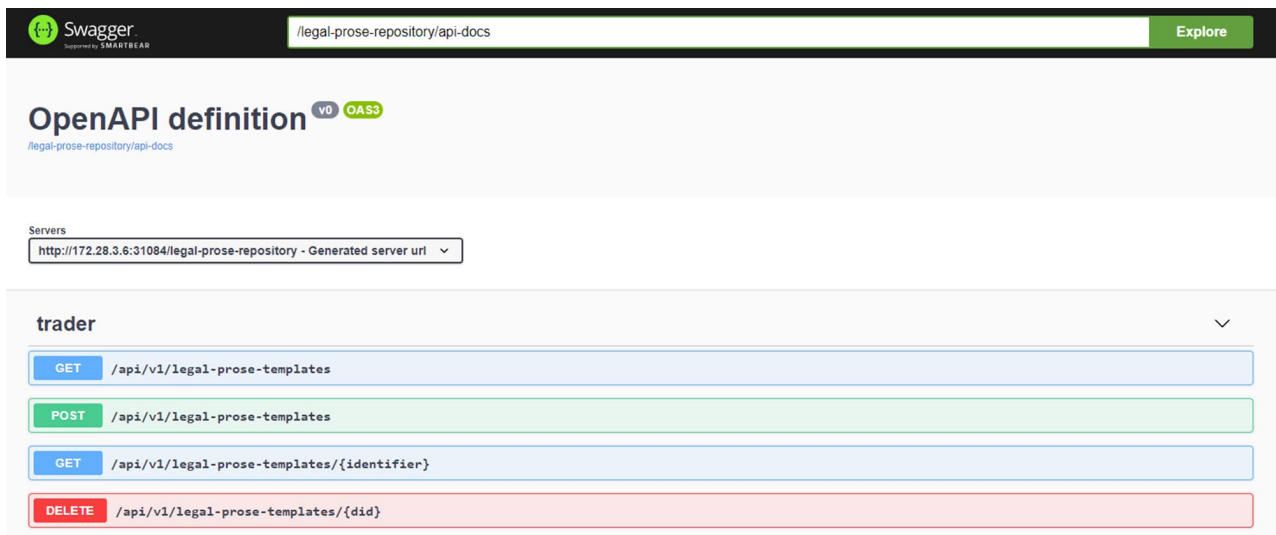 Swagger.
Supported by SMARTBEAR
/legal-prose-repository/api-docs
Explore
OpenAPI definition v0 OAS3
/legal-prose-repository/api-docs
Servers
http://172.28.3.6:31084/legal-prose-repository - Generated server url
trader
GET /api/v1/legal-prose-templates
POST /api/v1/legal-prose-templates
GET /api/v1/legal-prose-templates/{identifier}
DELETE /api/v1/legal-prose-templates/{did}